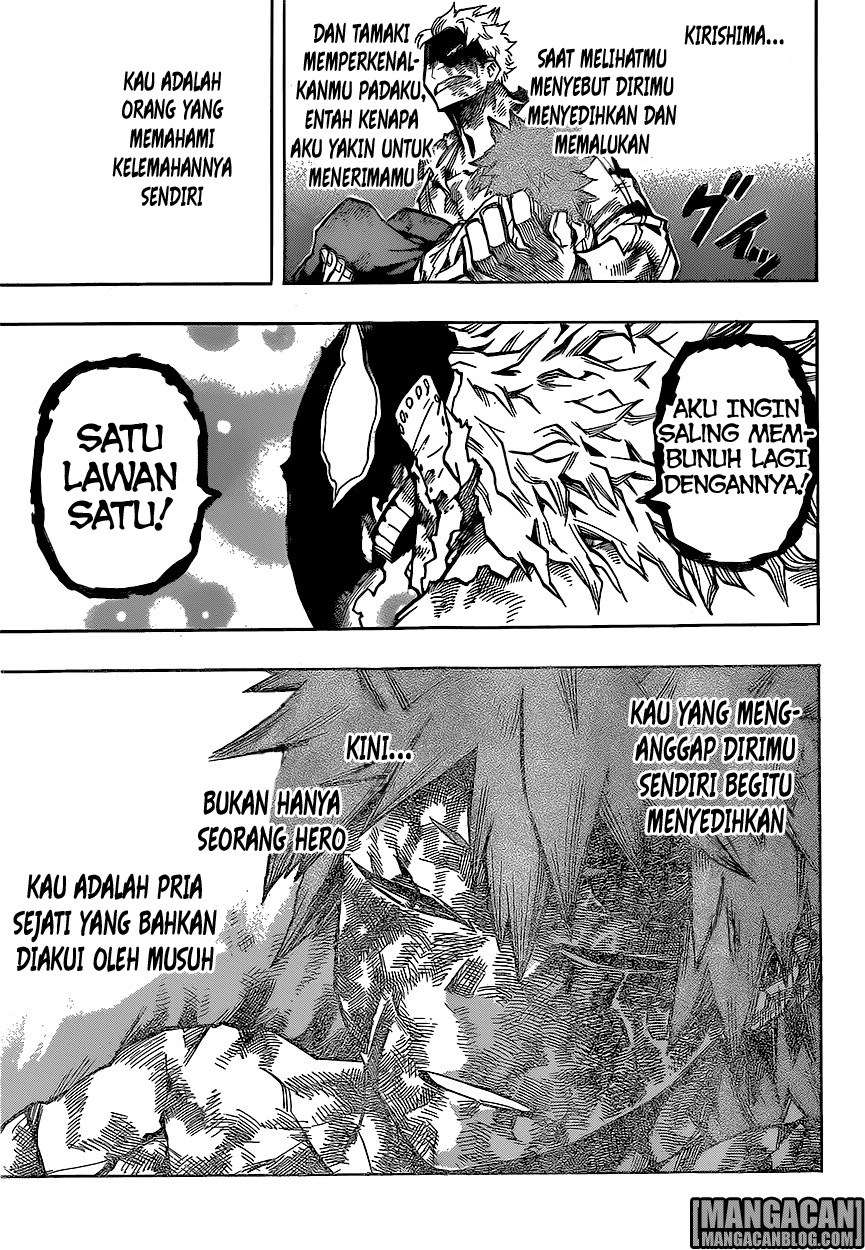 KIRISHIMA...
SAAT MELIHATMU
MENYEBUT DIRIMU
MENYEDIHKAN DAN
MEMALUKAN
DAN TAMAKI
MEMPERKENAL-
KANMU PADAKU,
ENTAH KENAPA
AKU YAKIN UNTUK
MENERIMAMU
グッ
KAU ADALAH
ORANG YANG
MEMAHAMI
KELEMAHANNYA
SENDIRI
AKU INGIN
SALING MEM-
BUNUH LAGI
DENGANNYA!
SATU
LAWAN
SATU!
KAU YANG MENG-
ANGGAP DIRIMU
SENDIRI BEGITU
MENYEDIHKAN
KINI...
BUKAN HANYA
SEORANG HERO
KAU ADALAH PRIA
SEJATI YANG BAHKAN
DIAKUI OLEH MUSUH
MANGACAN
MANGACANBLOG.COM